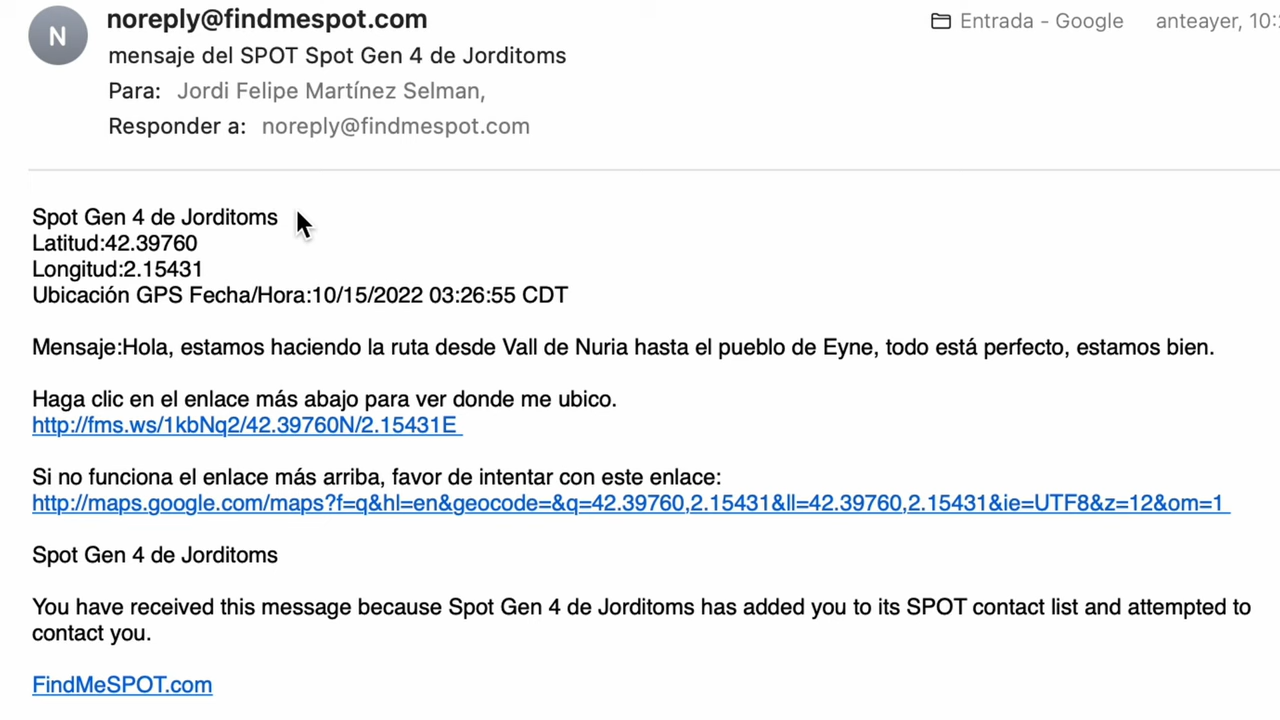 N
noreply@findmespot.com
Entrada - Google
anteayer, 10:
mensaje del SPOT Spot Gen 4 de Jorditoms
Para: Jordi Felipe Martínez Selman,
Responder a: noreply@findmespot.com
Spot Gen 4 de Jorditoms
Latitud:42.39760
Longitud:2.15431
Ubicación GPS Fecha/Hora:10/15/2022 03:26:55 CDT
Mensaje:Hola, estamos haciendo la ruta desde Vall de Nuria hasta el pueblo de Eyne, todo está perfecto, estamos bien.
Haga clic en el enlace más abajo para ver donde me ubico.
http://fms.ws/1kbNq2/42.39760N/2.15431E
Si no funciona el enlace más arriba, favor de intentar con este enlace:
http://maps.google.com/maps?f=q&hl=en&geocode=&q=42.39760,2.15431&ll=42.39760,2.15431&ie=UTF8&z=12&om=1
Spot Gen 4 de Jorditoms
You have received this message because Spot Gen 4 de Jorditoms has added you to its SPOT contact list and attempted to
contact you.
FindMeSPOT.com